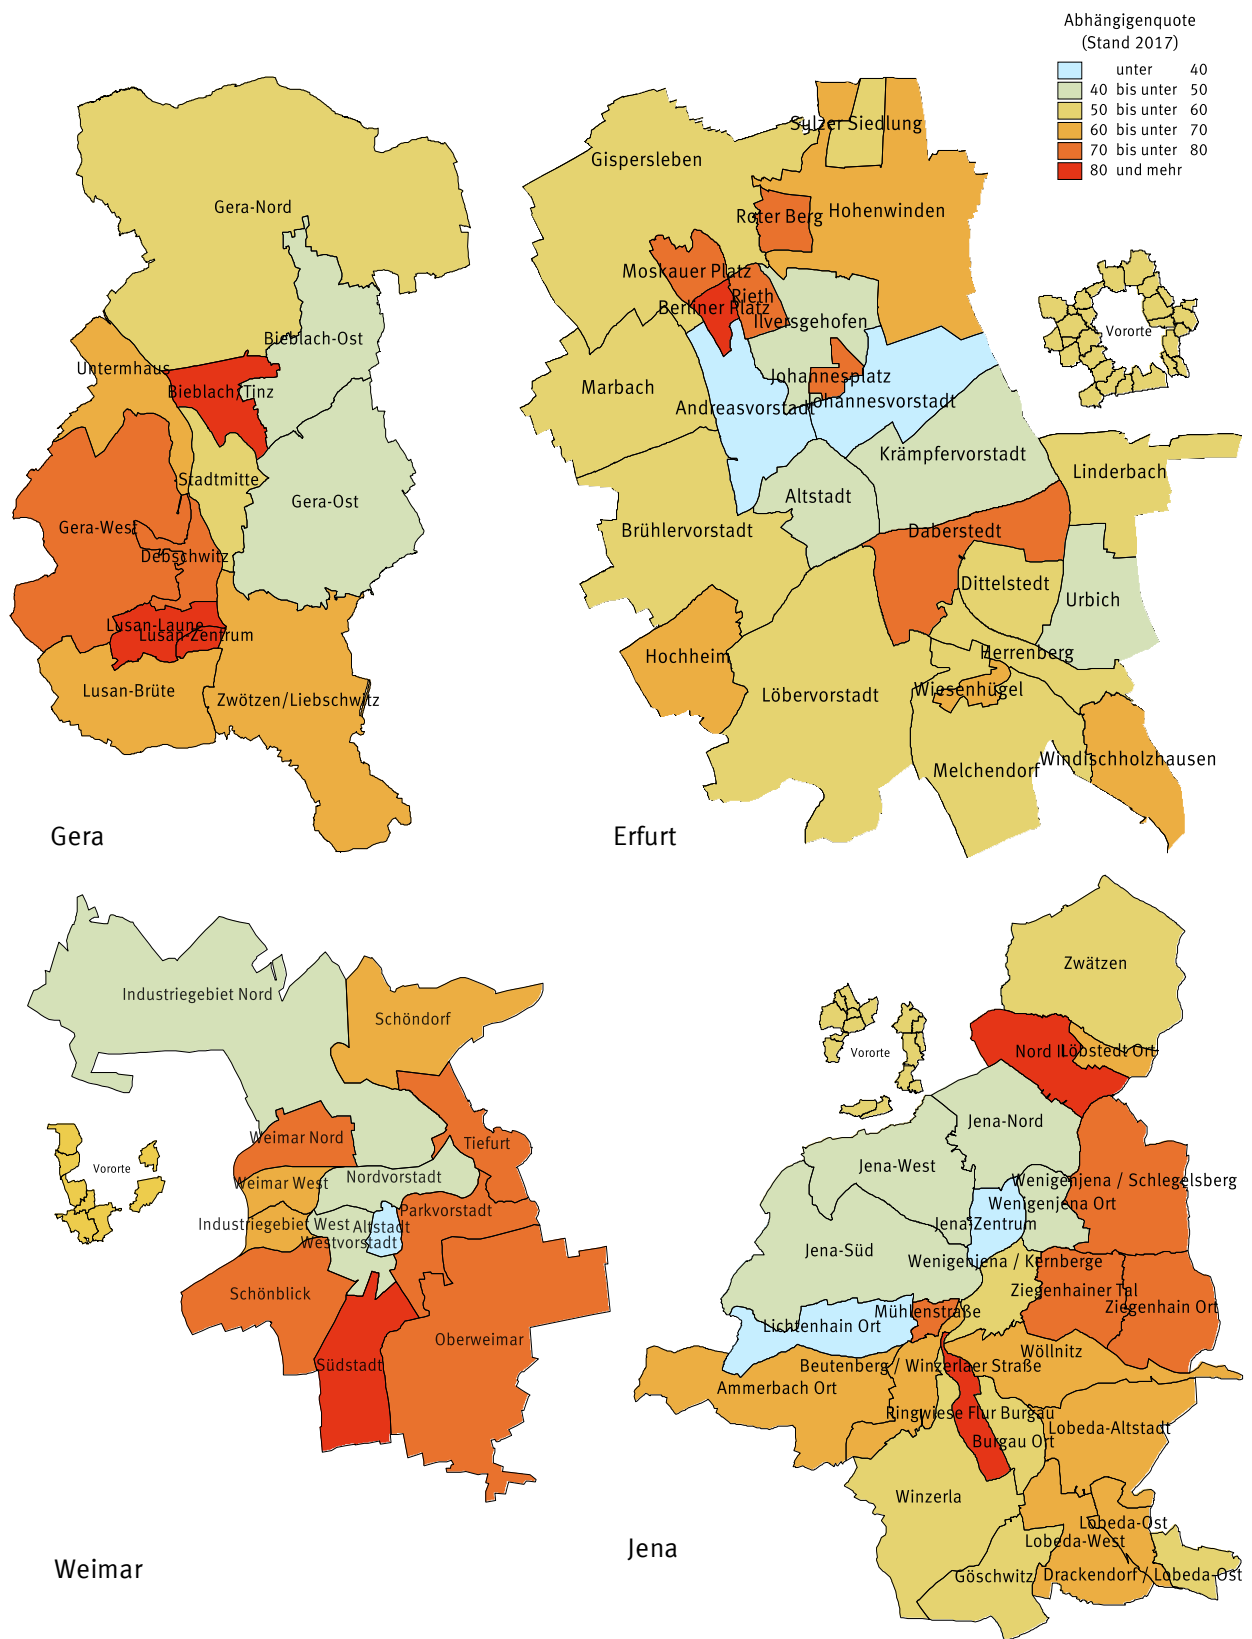 Abhängigenquote
(Stand 2017)
unter 40
40 bis unter 50
50 bis unter 60
60 bis unter 70
70 bis unter 80
80 und mehr
Gera-Nord
Bieblach-Ost
Untermhaus
Bieblach/Tinz
Stadtmitte
Gera-Ost
Gera-West
Debschwitz
Lusan-Laune
Lusan-Zentrum
Lusan-Brüte
Zwötzen/Liebschwitz
Gera
Sulzer Siedlung
Gispersleben
Roter Berg
Hohenwinden
Moskauer Platz
Rieth
Berliner Platz
Ilversgehofen
Vororte
Johannesplatz
Marbach
Andreasvorstadt
Johannesvorstadt
Krämpfervorstadt
Linderbach
Altstadt
Brühlervorstadt
Daberstedt
Dittelstedt
Urbich
Herrenberg
Hochheim
Wiesenhügel
Löbervorstadt
Windischholzhausen
Melchendorf
Erfurt
Industriegebiet Nord
Schöndorf
Weimar Nord
Tiefurt
Vororte
Nordvorstadt
Weimar West
Parkvorstadt
Industriegebiet West
Altstadt
Westvorstadt
Schönblick
Oberweimar
Südstadt
Weimar
Zwätzen
Nord II
Löbstedt Ort
Vororte
Jena-Nord
Jena-West
Wenigenjena / Schlegelsberg
Wenigenjena Ort
Jena-Zentrum
Jena-Süd
Wenigenjena / Kernberge
Ziegenhainer Tal
Ziegenhain Ort
Mühlenstraße
Lichtenhain Ort
Wöllnitz
Beutenberg / Winzerlaer Straße
Ammerbach Ort
Ringwiese Flur Burgau
Lobeda-Altstadt
Burgau Ort
Winzerla
Lobeda-Ost
Lobeda-West
Göschwitz
Drackendorf / Lobeda-Ost
Jena